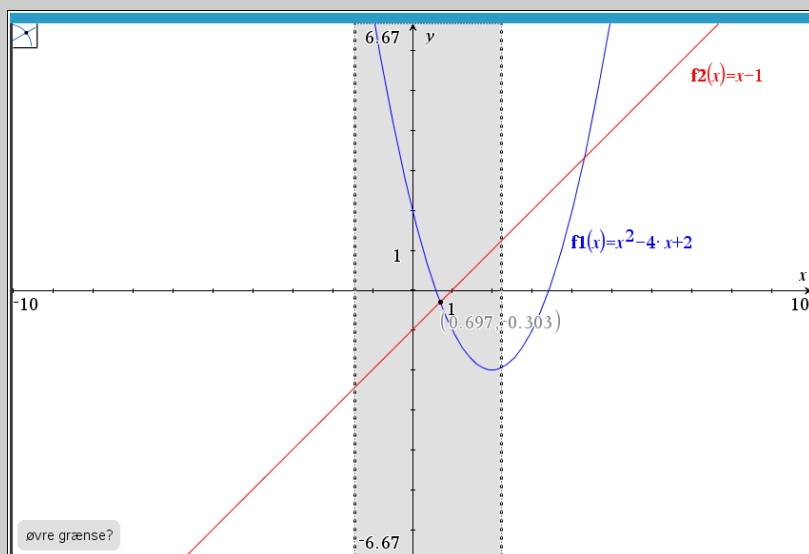 6.67 y
f2(x)=x−1
f1(x)=x²−4· x+2
1
x
-10
1
10
(0.697,-0.303)
øvre grænse?
-6.67